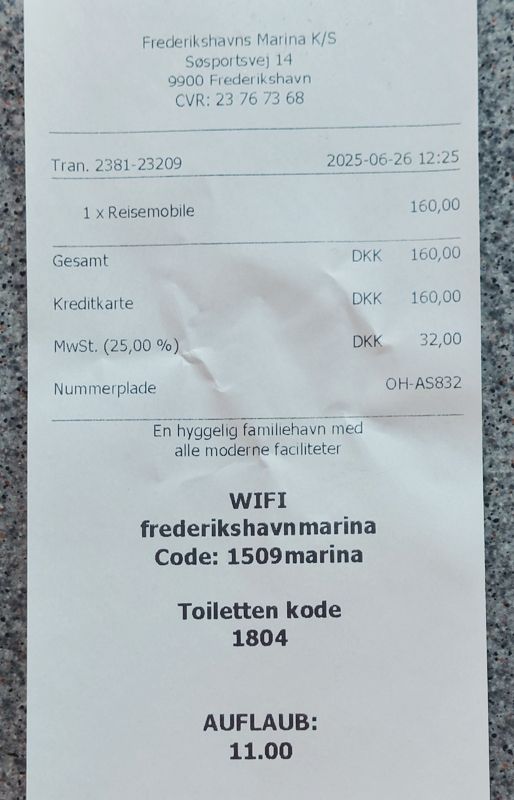 Frederikshavns Marina K/S
Søsportsvej 14
9900 Frederikshavn
CVR: 23 76 73 68
Tran. 2381-23209 2025-06-26 12:25
1 x Reisemobile 160,00
Gesamt DKK 160,00
Kreditkarte DKK 160,00
MwSt. (25,00 %) DKK 32,00
Nummerplade OH-AS832
En hyggelig familiehavn med
alle moderne faciliteter
WIFI
frederikshavnmarina
Code: 1509marina
Toiletten kode
1804
AUFLAUB:
11.00